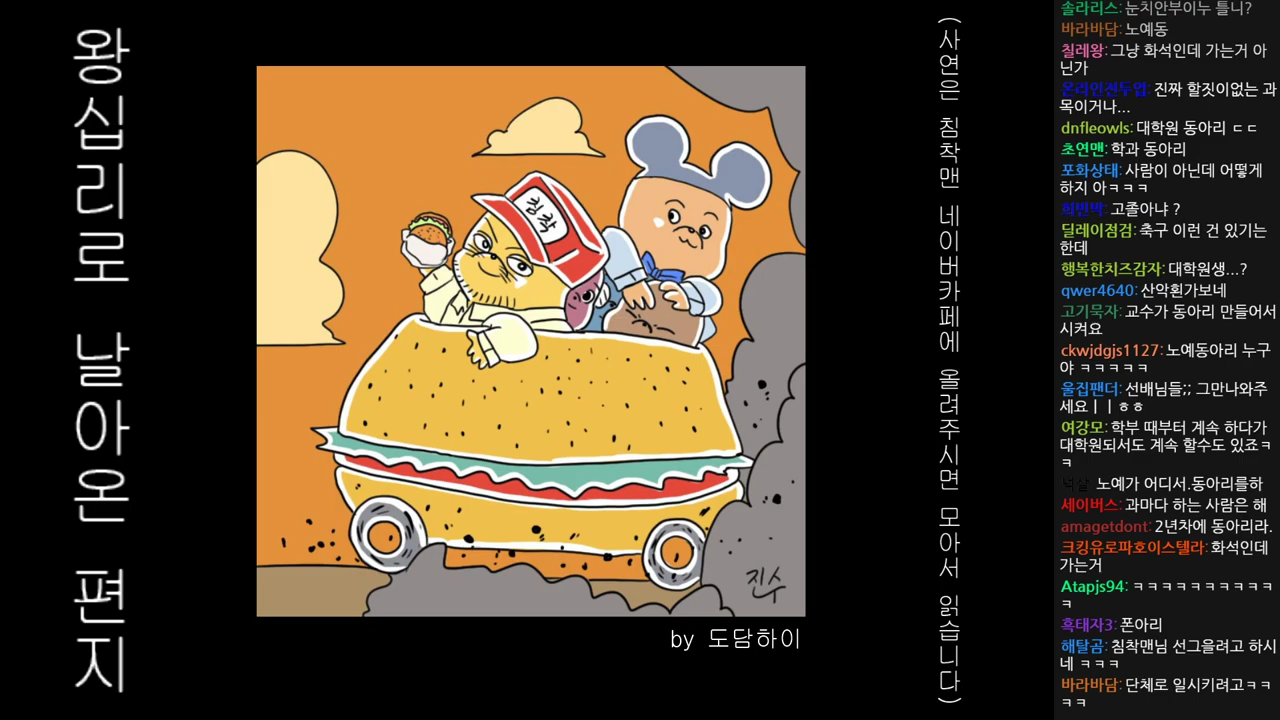 왕십리로 날아온 편지
침착
진수
by 도담하이
(사연은 침착맨 네이버카페에 올려주시면 모아서 읽습니다)
솔라리스: 눈치안부이누 틀니?
바라바담: 노예동
칠레왕: 그냥 화석인데 가는거 아
닌가
온라인전두엽: 진짜 할짓이없는 과
목이거나...
dnfleowls: 대학원 동아리 ㄷㄷ
초연맨: 학과 동아리
포화상태: 사람이 아닌데 어떻게
하지 아ㅋㅋㅋ
고졸아냐 ?
딜레이점검: 축구 이런 건 있기는
한데
행복한치즈감자: 대학원생...?
qwer4640: 산악횐가보네
고기묵자: 교수가 동아리 만들어서
시켜요
ckwjdgjs1127: 노예동아리 누구
야 ㅋㅋㅋㅋㅋ
울집팬더: 선배님들;; 그만나와주
세요ㅣㅣㅎㅎ
여강모: 학부 때부터 계속 하다가
대학원되서도 계속 할수도 있죠ㅋ
ㅋ
노예가 어디서.동아리를하
세이버스: 과마다 하는 사람은 해
amagetdont: 2년차에 동아리라.
크킹유로파호이스텔라: 화석인데
가는거
Atapjs94: ㅋㅋㅋㅋㅋㅋㅋㅋㅋㅋ
ㅋ
흑태자3: 폰아리
해탈곰: 침착맨님 선그을려고 하시
네 ㅋㅋㅋ
바라바담: 단체로 일시키려고ㅋㅋ
ㅋㅋ